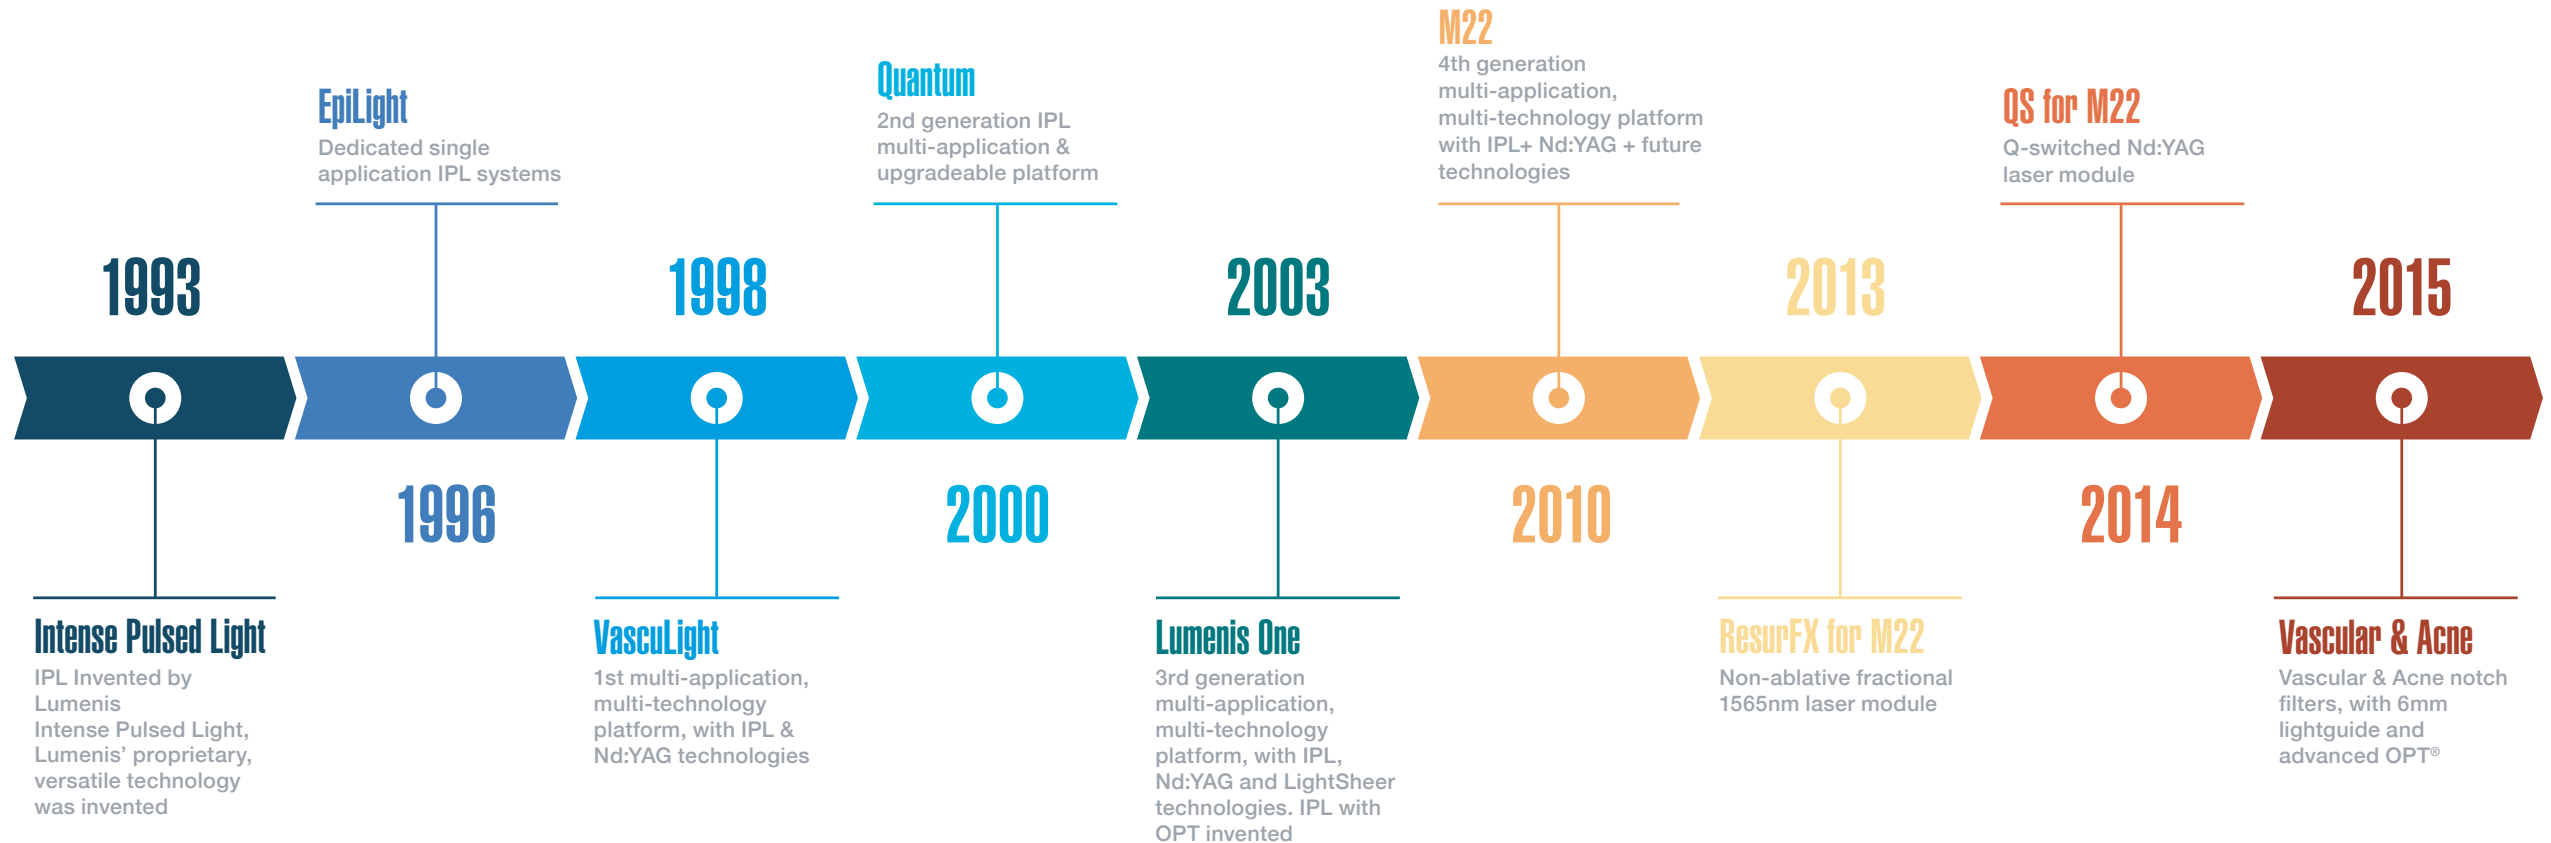 1993
Intense Pulsed Light
IPL Invented by
Lumenis
Intense Pulsed Light,
Lumenis’ proprietary,
versatile technology
was invented
EpiLight
Dedicated single
application IPL systems
1996
1998
VascuLight
1st multi-application,
multi-technology
platform, with IPL &
Nd:YAG technologies
Quantum
2nd generation IPL
multi-application &
upgradeable platform
2000
2003
Lumenis One
3rd generation
multi-application,
multi-technology
platform, with IPL,
Nd:YAG and LightSheer
technologies. IPL with
OPT invented
M22
4th generation
multi-application,
multi-technology platform
with IPL+ Nd:YAG + future
technologies
2010
2013
ResurFX for M22
Non-ablative fractional
1565nm laser module
QS for M22
Q-switched Nd:YAG
laser module
2014
2015
Vascular & Acne
Vascular & Acne notch
filters, with 6mm
lightguide and
advanced OPT®